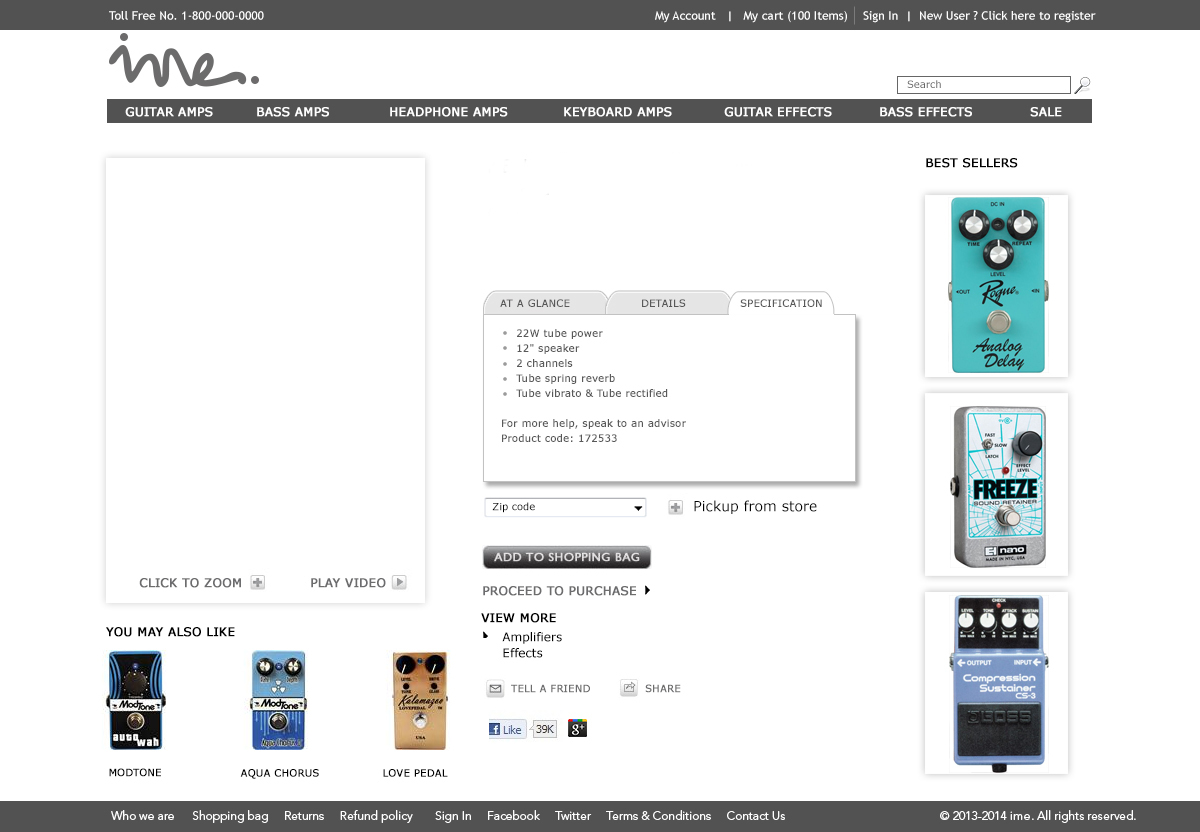 Toll Free No. 1-800-000-0000
My Account | My cart (100 Items) | Sign In | New User ? Click here to register
ime.
Search
GUITAR AMPS BASS AMPS HEADPHONE AMPS KEYBOARD AMPS GUITAR EFFECTS BASS EFFECTS SALE
BEST SELLERS
DC IN
TIME REPEAT
LEVEL
◄OUT Rogue ◄IN
Analog
Delay
AT A GLANCE DETAILS SPECIFICATION
• 22W tube power
• 12" speaker
• 2 channels
• Tube spring reverb
• Tube vibrato & Tube rectified
For more help, speak to an advisor
Product code: 172533
FAST
SLOW
LATCH
EFFECT
LEVEL
FREEZE
SOUND RETAINER
EH nano
MADE IN NYC, USA
Zip code
Pickup from store
ADD TO SHOPPING BAG
CLICK TO ZOOM PLAY VIDEO
PROCEED TO PURCHASE
VIEW MORE
Amplifiers
Effects
CHECK
LEVEL TONE ATTACK SUSTAIN
OUTPUT INPUT
Compression
Sustainer
CS-3
BOSS
YOU MAY ALSO LIKE
ModTone
auto
wah
ModTone
Aqua Chorus
Kalamazoo
LOVEPEDAL
USA
TELL A FRIEND SHARE
Like 39K
g+
MODTONE AQUA CHORUS LOVE PEDAL
Who we are Shopping bag Returns Refund policy Sign In Facebook Twitter Terms & Conditions Contact Us © 2013-2014 ime. All rights reserved.